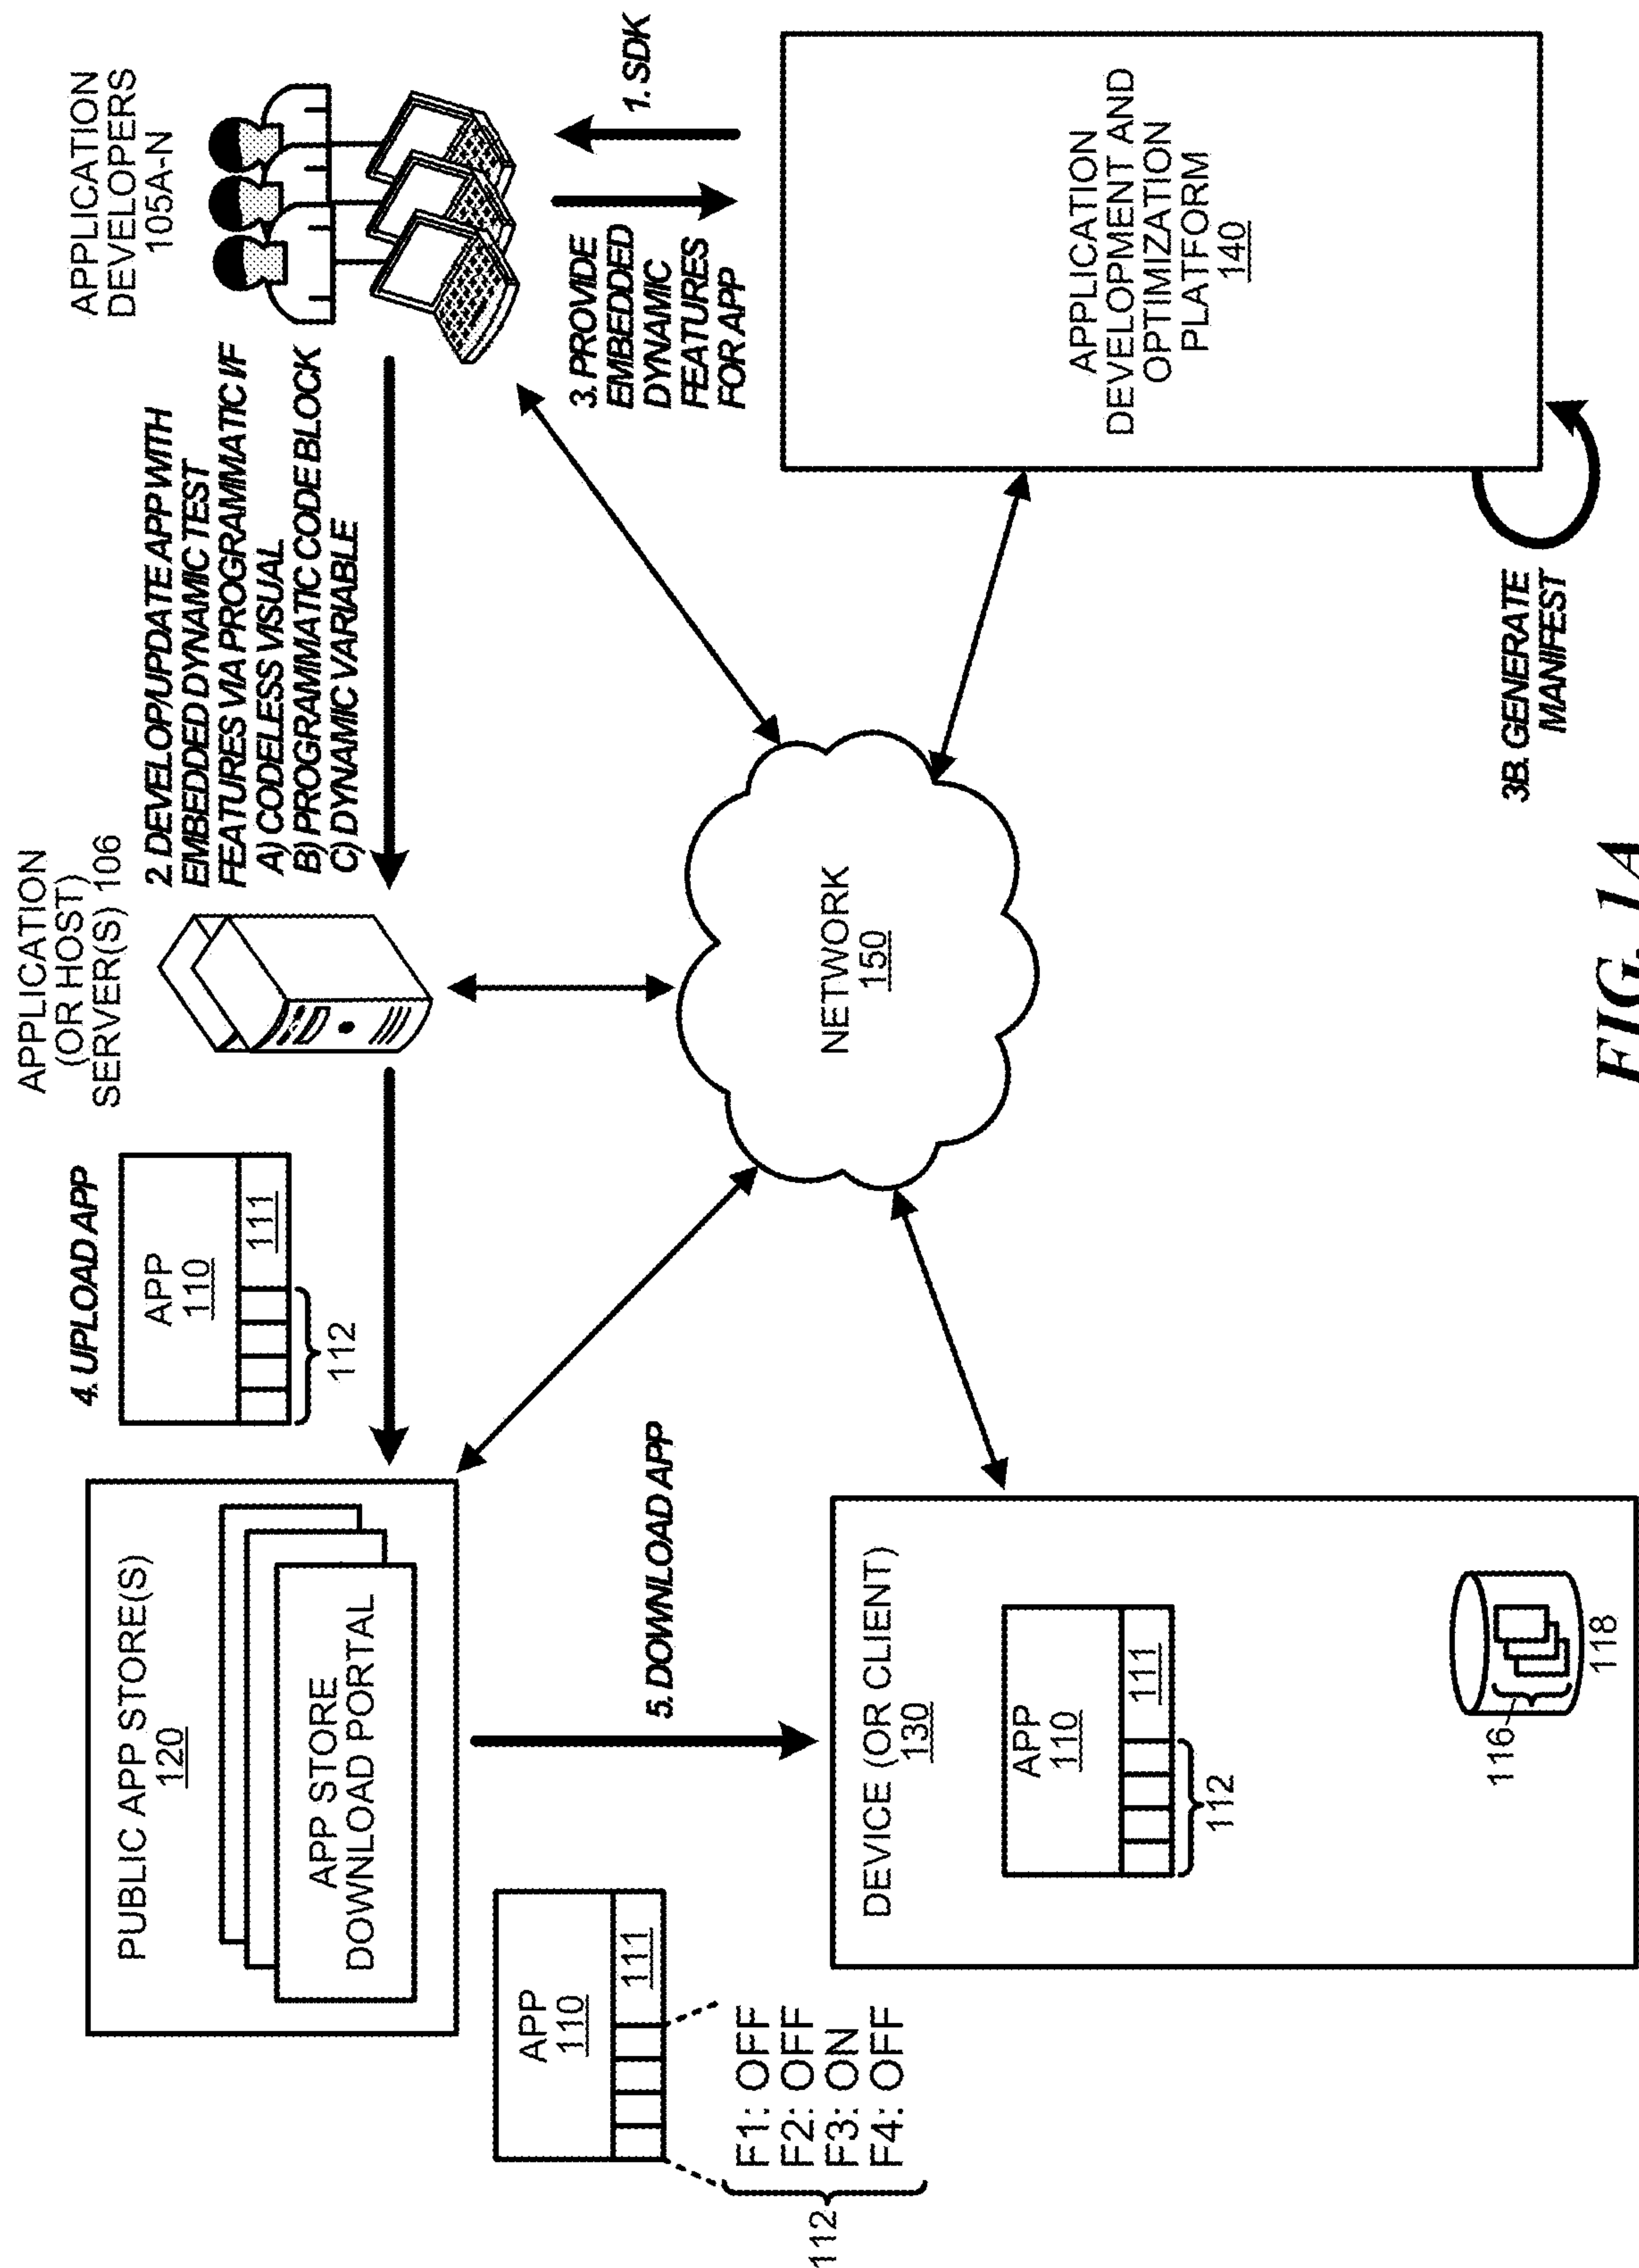 APPLICATION
(OR HOST)
SERVER(S) 106
APPLICATION
DEVELOPERS
105A-N
4. UPLOAD APP
APP
110
111
112
2. DEVELOP/UPDATE APP WITH
EMBEDDED DYNAMIC TEST
FEATURES VIA PROGRAMMATIC I/F
A) CODELESS VISUAL
B) PROGRAMMATIC CODE BLOCK
C) DYNAMIC VARIABLE
PUBLIC APP STORE(S)
120
APP STORE
DOWNLOAD PORTAL
1. SDK
3. PROVIDE
EMBEDDED
DYNAMIC
FEATURES
FOR APP
APP
110
111
F1: OFF
F2: OFF
F3: ON
F4: OFF
112
5. DOWNLOAD APP
NETWORK
150
DEVICE (OR CLIENT)
130
APP
110
111
112
116
118
APPLICATION
DEVELOPMENT AND
OPTIMIZATION
PLATFORM
140
3B. GENERATE
MANIFEST
FIG. 1A